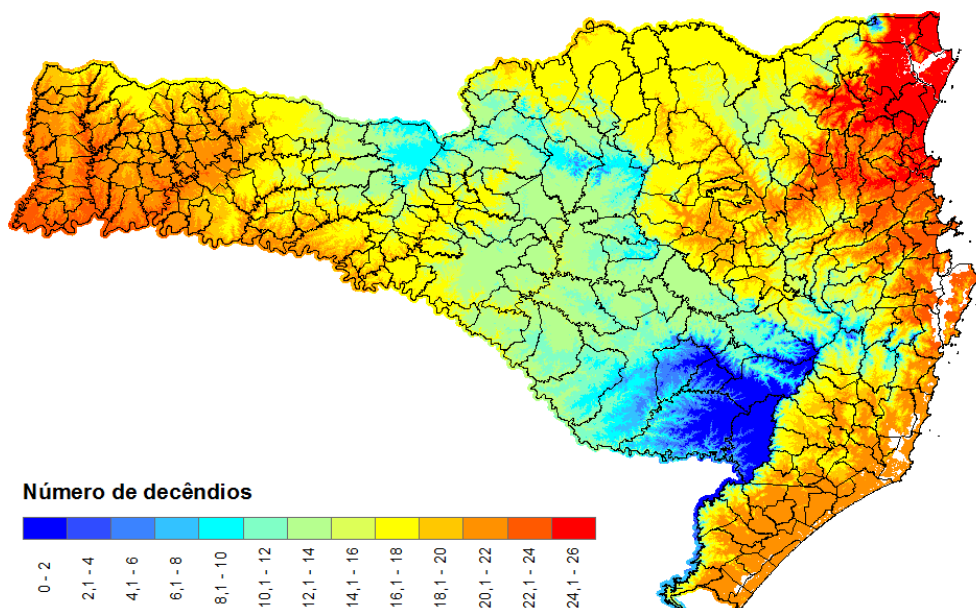 Número de decêndios
0 - 2
2,1 - 4
4,1 - 6
6,1 - 8
8,1 - 10
10,1 - 12
12,1 - 14
14,1 - 16
16,1 - 18
18,1 - 20
20,1 - 22
22,1 - 24
24,1 - 26